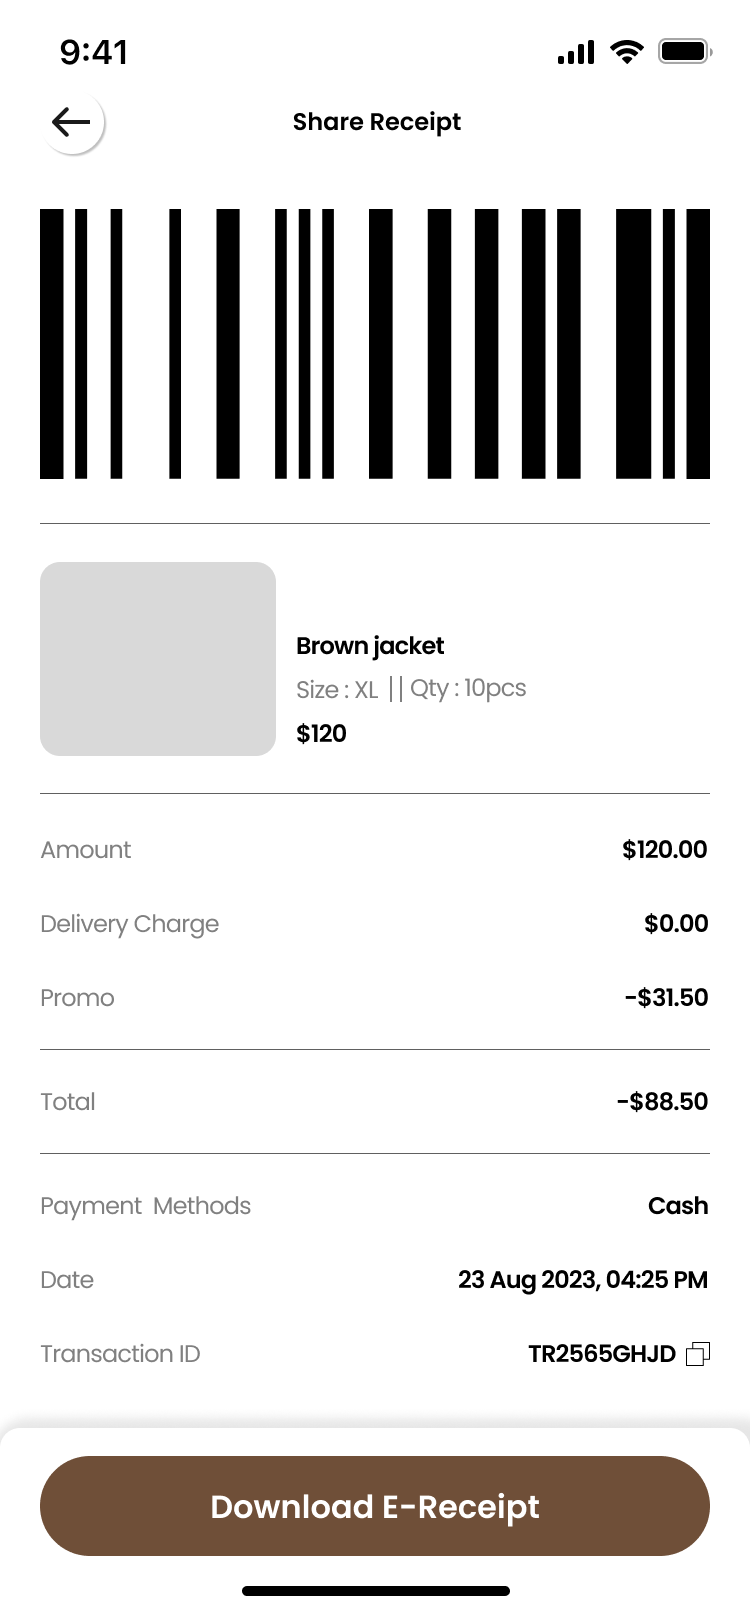 9:41
Share Receipt
Brown jacket
Size : XL || Qty : 10pcs
$120
Amount $120.00
Delivery Charge $0.00
Promo -$31.50
Total -$88.50
Payment Methods Cash
Date 23 Aug 2023, 04:25 PM
Transaction ID TR2565GHJD
Download E-Receipt